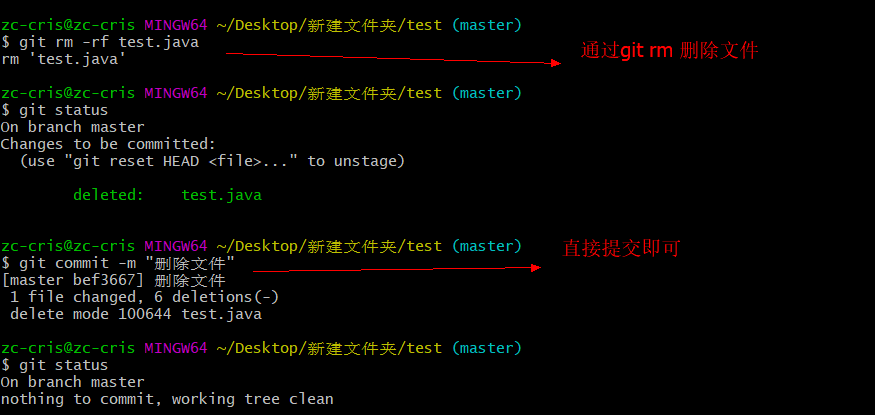 zc-cris@zc-cris MINGW64 ~/Desktop/新建文件夹/test (master)
$ git rm -rf test.java
rm 'test.java'
通过git rm 删除文件
zc-cris@zc-cris MINGW64 ~/Desktop/新建文件夹/test (master)
$ git status
On branch master
Changes to be committed:
  (use "git reset HEAD <file>..." to unstage)
        deleted:    test.java
zc-cris@zc-cris MINGW64 ~/Desktop/新建文件夹/test (master)
直接提交即可
$ git commit -m "删除文件"
[master bef3667] 删除文件
 1 file changed, 6 deletions(-)
 delete mode 100644 test.java
zc-cris@zc-cris MINGW64 ~/Desktop/新建文件夹/test (master)
$ git status
On branch master
nothing to commit, working tree clean